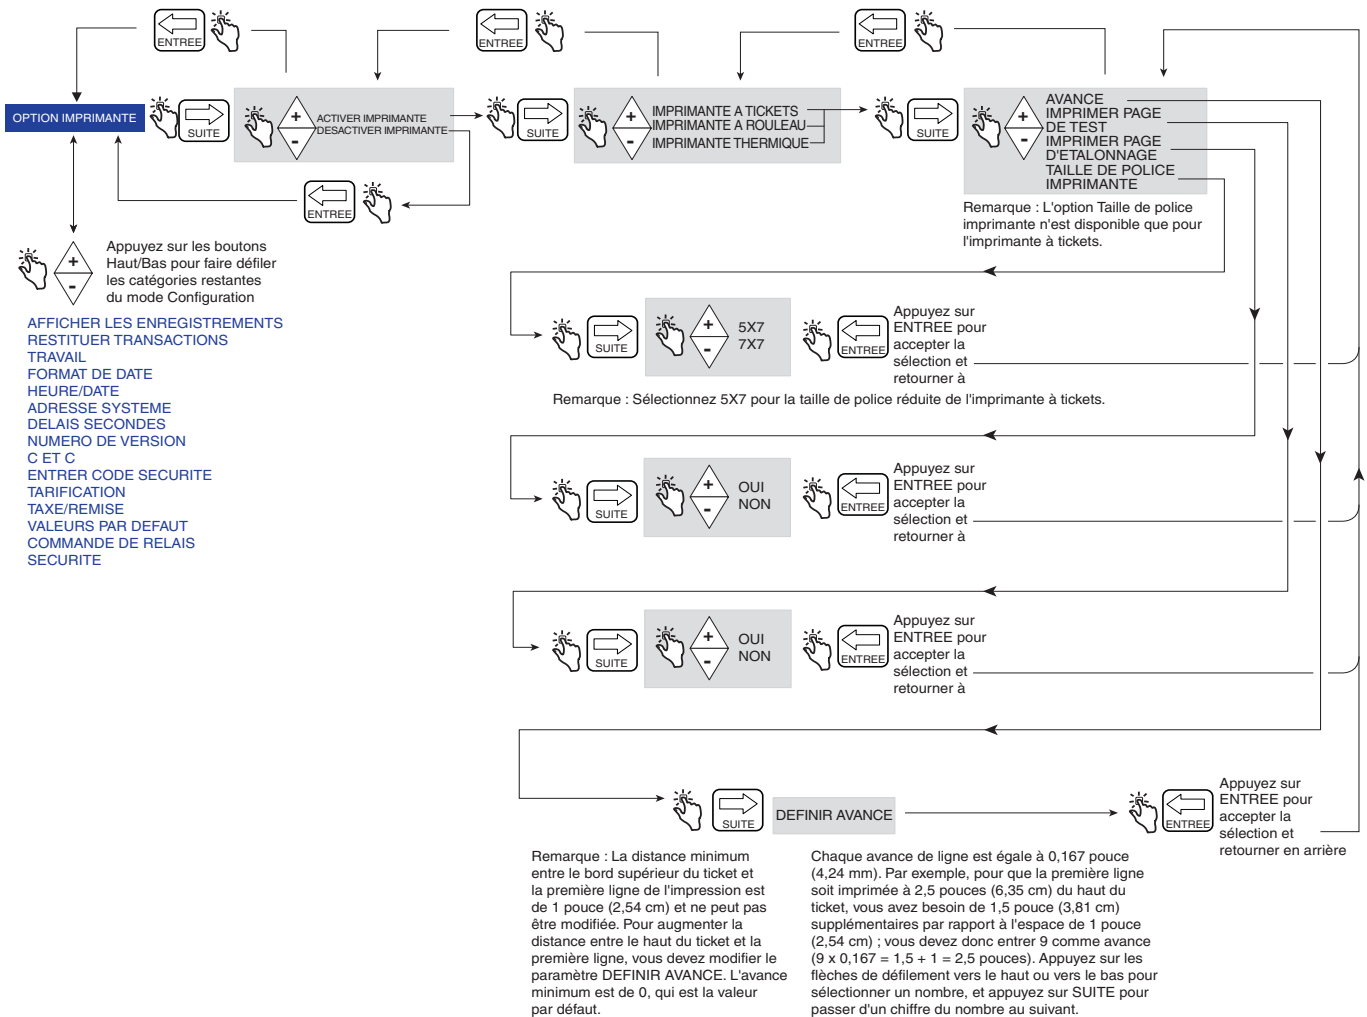 ENTREE
ENTREE
ENTREE
OPTION IMPRIMANTE
SUITE
+
-
ACTIVER IMPRIMANTE
DESACTIVER IMPRIMANTE
SUITE
+
-
IMPRIMANTE A TICKETS
IMPRIMANTE A ROULEAU
IMPRIMANTE THERMIQUE
SUITE
+
-
AVANCE
IMPRIMER PAGE
DE TEST
IMPRIMER PAGE
D'ETALONNAGE
TAILLE DE POLICE
IMPRIMANTE
ENTREE
Remarque : L'option Taille de police
imprimante n'est disponible que pour
l'imprimante à tickets.
+
-
Appuyez sur les boutons
Haut/Bas pour faire défiler
les catégories restantes
du mode Configuration
AFFICHER LES ENREGISTREMENTS
RESTITUER TRANSACTIONS
TRAVAIL
FORMAT DE DATE
HEURE/DATE
ADRESSE SYSTEME
DELAIS SECONDES
NUMERO DE VERSION
C ET C
ENTRER CODE SECURITE
TARIFICATION
TAXE/REMISE
VALEURS PAR DEFAUT
COMMANDE DE RELAIS
SECURITE
SUITE
+
-
5X7
7X7
ENTREE
Appuyez sur
ENTREE pour
accepter la
sélection et
retourner à
Remarque : Sélectionnez 5X7 pour la taille de police réduite de l'imprimante à tickets.
SUITE
+
-
OUI
NON
ENTREE
Appuyez sur
ENTREE pour
accepter la
sélection et
retourner à
SUITE
+
-
OUI
NON
ENTREE
Appuyez sur
ENTREE pour
accepter la
sélection et
retourner à
SUITE
DEFINIR AVANCE
ENTREE
Appuyez sur
ENTREE pour
accepter la
sélection et
retourner en arrière
Remarque : La distance minimum
entre le bord supérieur du ticket et
la première ligne de l'impression est
de 1 pouce (2,54 cm) et ne peut pas
être modifiée. Pour augmenter la
distance entre le haut du ticket et la
première ligne, vous devez modifier le
paramètre DEFINIR AVANCE. L'avance
minimum est de 0, qui est la valeur
par défaut.
Chaque avance de ligne est égale à 0,167 pouce
(4,24 mm). Par exemple, pour que la première ligne
soit imprimée à 2,5 pouces (6,35 cm) du haut du
ticket, vous avez besoin de 1,5 pouce (3,81 cm)
supplémentaires par rapport à l'espace de 1 pouce
(2,54 cm) ; vous devez donc entrer 9 comme avance
(9 x 0,167 = 1,5 + 1 = 2,5 pouces). Appuyez sur les
flèches de défilement vers le haut ou vers le bas pour
sélectionner un nombre, et appuyez sur SUITE pour
passer d'un chiffre du nombre au suivant.